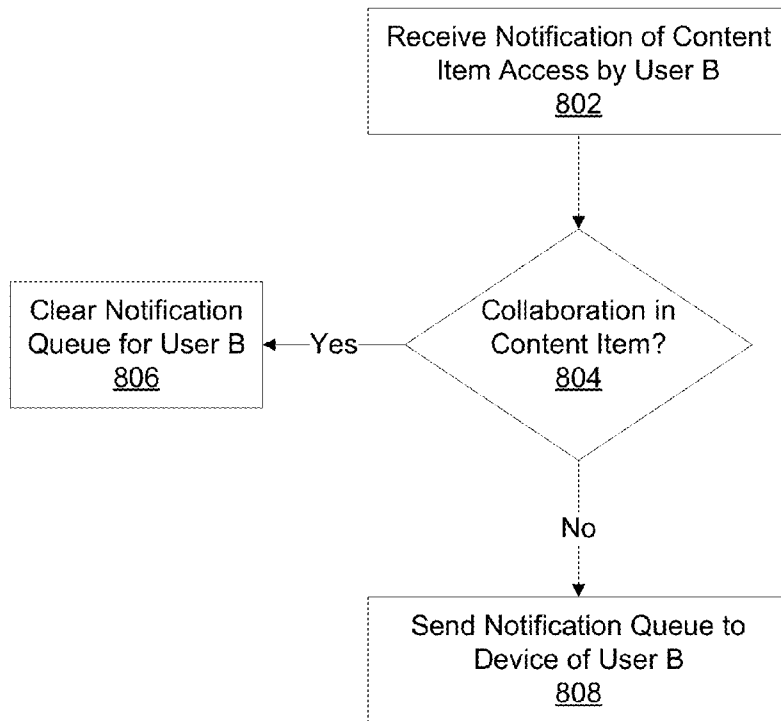 Receive Notification of Content
Item Access by User B
802
Collaboration in
Content Item?
804
Yes
Clear Notification
Queue for User B
806
No
Send Notification Queue to
Device of User B
808